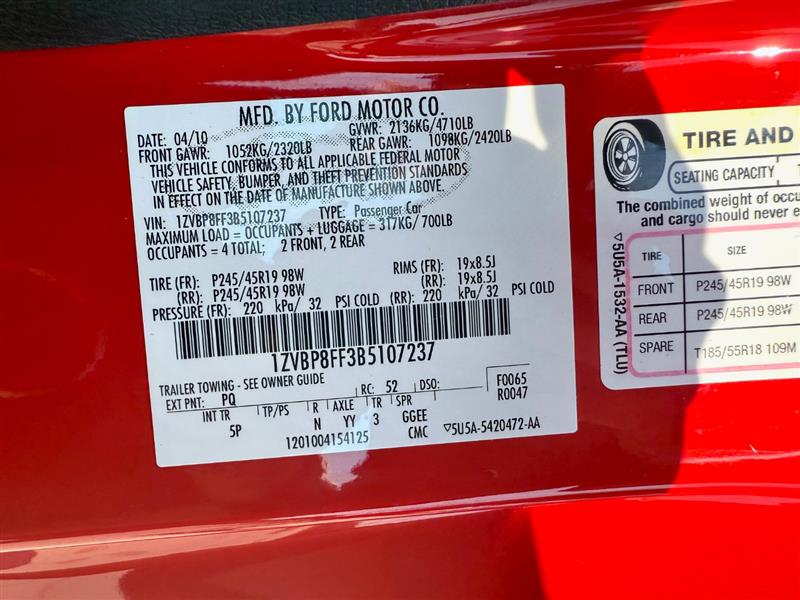 MFD. BY FORD MOTOR CO.
DATE: 04/10 GVWR: 2136KG/4710LB
FRONT GAWR: 1052KG/2320LB REAR GAWR: 1098KG/2420LB
THIS VEHICLE CONFORMS TO ALL APPLICABLE FEDERAL MOTOR
VEHICLE SAFETY, BUMPER, AND THEFT PREVENTION STANDARDS
IN EFFECT ON THE DATE OF MANUFACTURE SHOWN ABOVE.
VIN: 1ZVBP8FF3B5107237 TYPE: Passenger Car
MAXIMUM LOAD = OCCUPANTS + LUGGAGE = 317KG/ 700LB
OCCUPANTS = 4 TOTAL; 2 FRONT, 2 REAR
TIRE (FR): P245/45R19 98W RIMS (FR): 19x8.5J
(RR): P245/45R19 98W (RR): 19x8.5J
PRESSURE (FR): 220 kPa/ 32 PSI COLD (RR): 220 kPa/ 32 PSI COLD
1ZVBP8FF3B5107237
TRAILER TOWING - SEE OWNER GUIDE
EXT PNT: PQ RC: 52 DSO: F0065
R0047
INT TR TP/PS R AXLE TR SPR
5P N YY 3 GGEE
1201004154125 CMC ▽5U5A-5420472-AA
TIRE AND
SEATING CAPACITY
The combined weight of occu
and cargo should never e
▽5U5A-1532-AA (TLU)
TIRE SIZE
FRONT P245/45R19 98W
REAR P245/45R19 98W
SPARE T185/55R18 109M